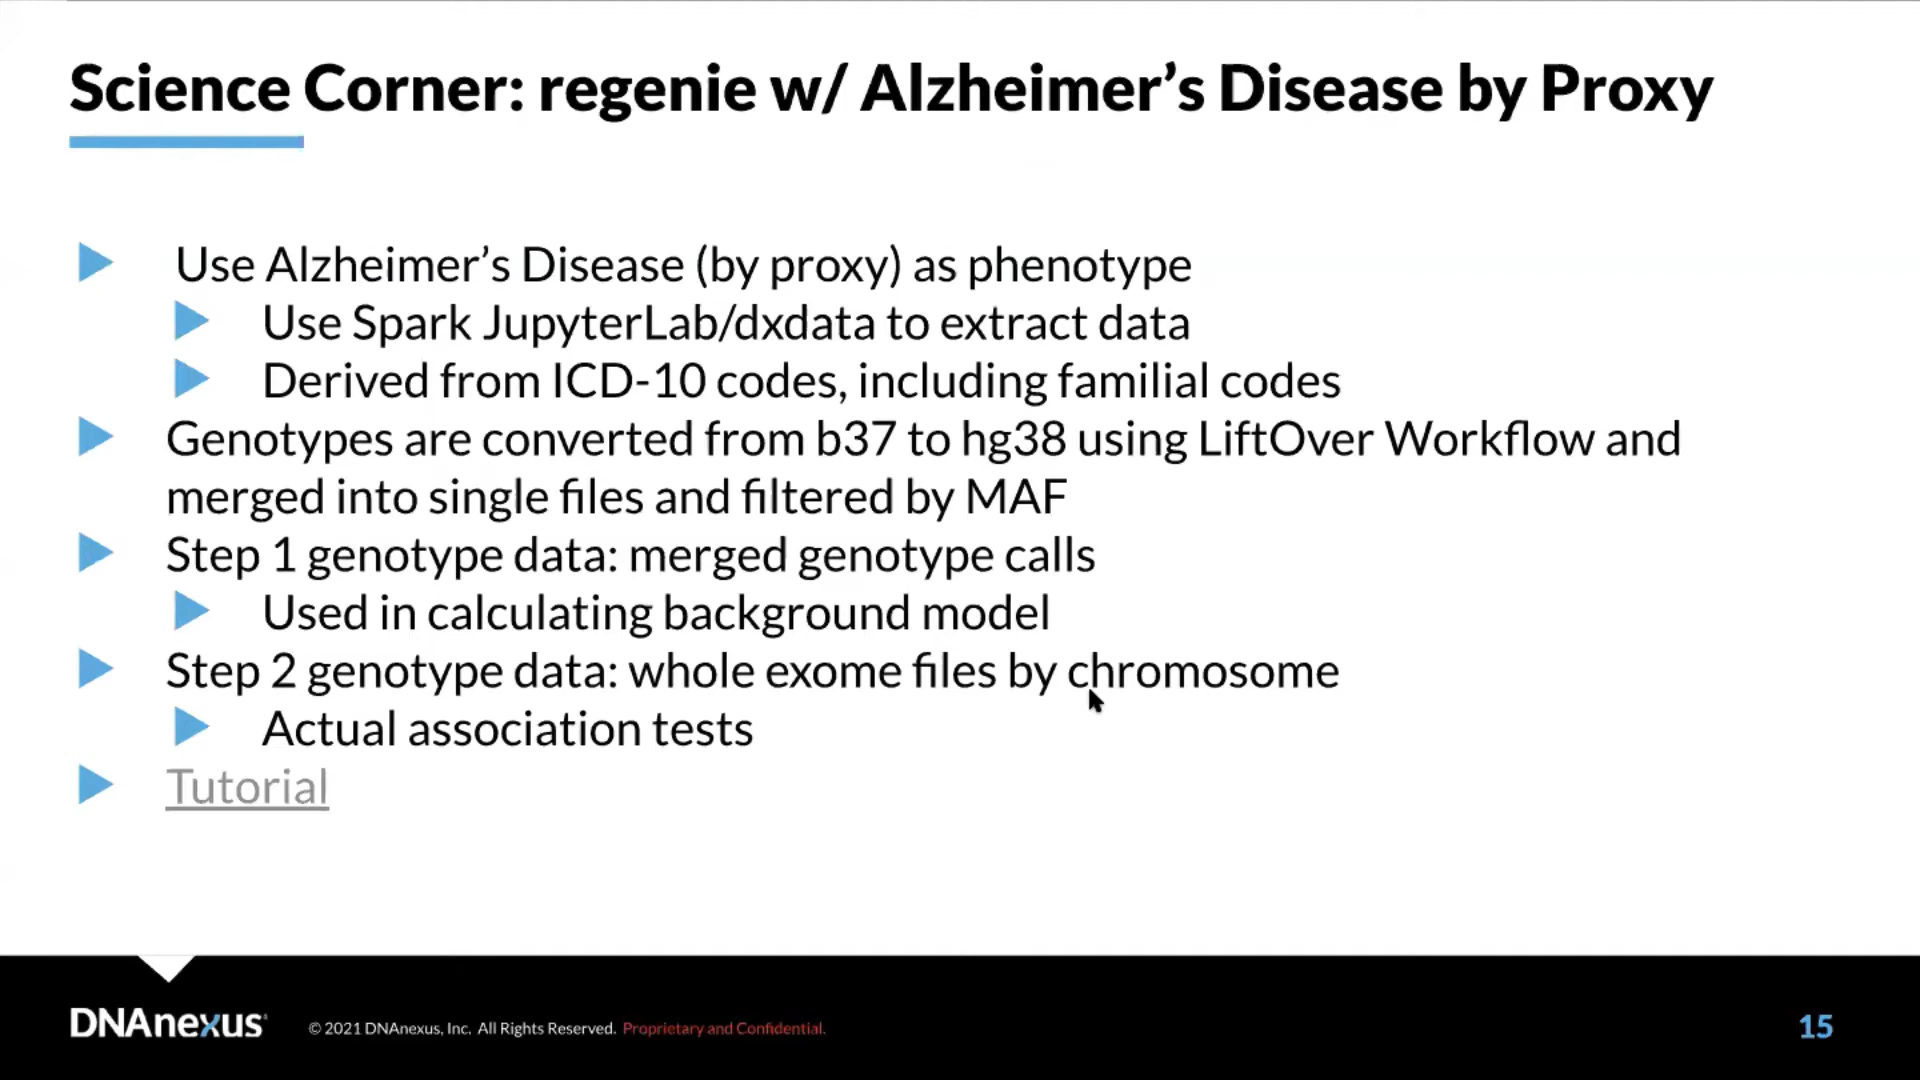 Science Corner: regenie w/ Alzheimer’s Disease by Proxy
Use Alzheimer’s Disease (by proxy) as phenotype
Use Spark JupyterLab/dxdata to extract data
Derived from ICD-10 codes, including familial codes
Genotypes are converted from b37 to hg38 using LiftOver Workflow and
merged into single files and filtered by MAF
Step 1 genotype data: merged genotype calls
Used in calculating background model
Step 2 genotype data: whole exome files by chromosome
Actual association tests
Tutorial
DNAnexus © 2021 DNAnexus, Inc. All Rights Reserved. Proprietary and Confidential. 15